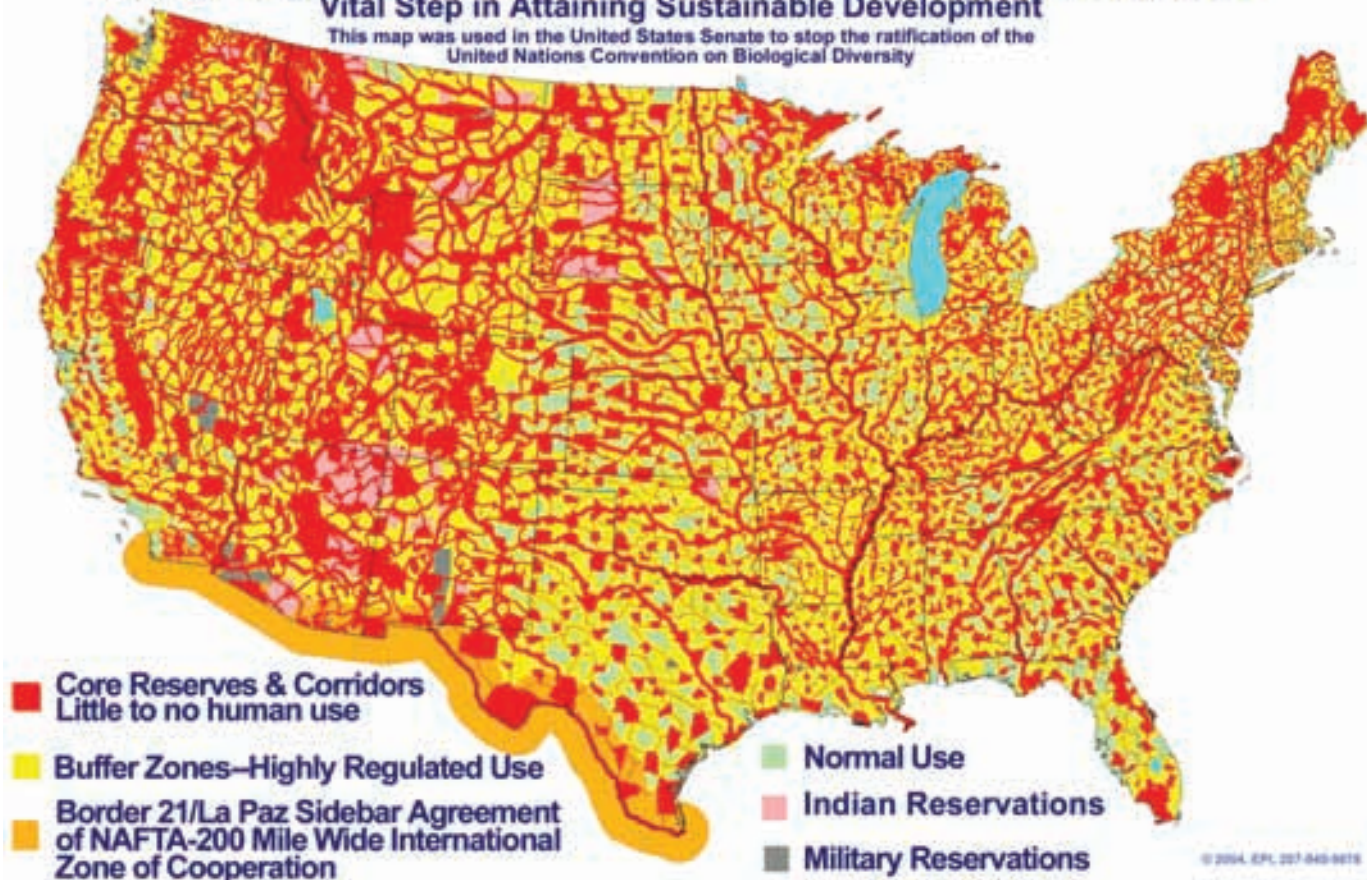 Vital Step in Attaining Sustainable Development
This map was used in the United States Senate to stop the ratification of the
United Nations Convention on Biological Diversity
Core Reserves & Corridors
Little to no human use
Buffer Zones–Highly Regulated Use
Border 21/La Paz Sidebar Agreement
of NAFTA-200 Mile Wide International
Zone of Cooperation
Normal Use
Indian Reservations
Military Reservations
© 2004, EPI,